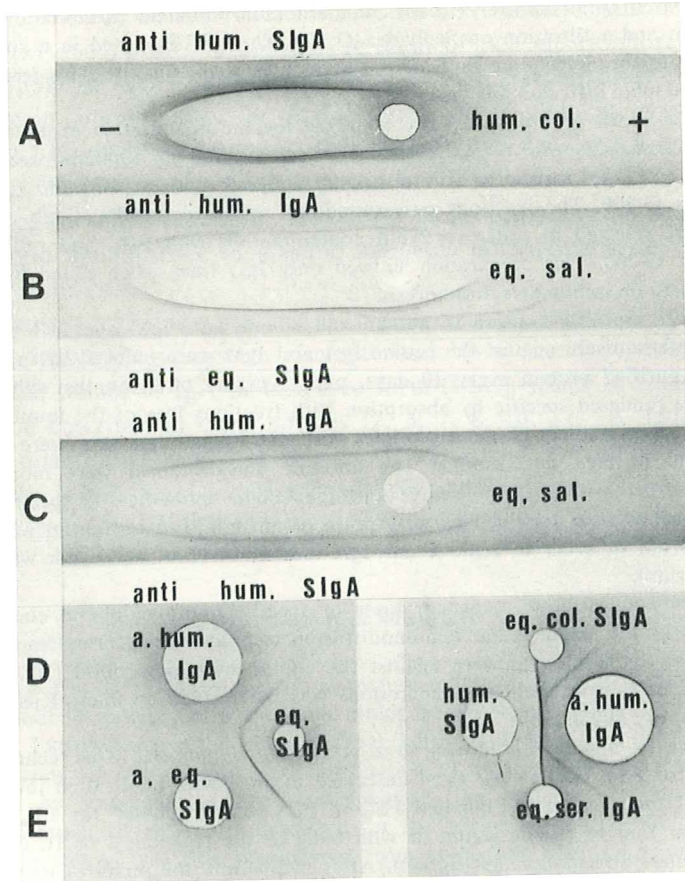 anti hum. SIgA
A
−
hum. col.
+
anti hum. IgA
B
eq. sal.
anti eq. SIgA
anti hum. IgA
C
eq. sal.
anti hum. SIgA
D
a. hum.
IgA
eq.
SIgA
a. eq.
SIgA
E
eq. col. SIgA
hum.
SIgA
a. hum.
IgA
eq. ser. IgA